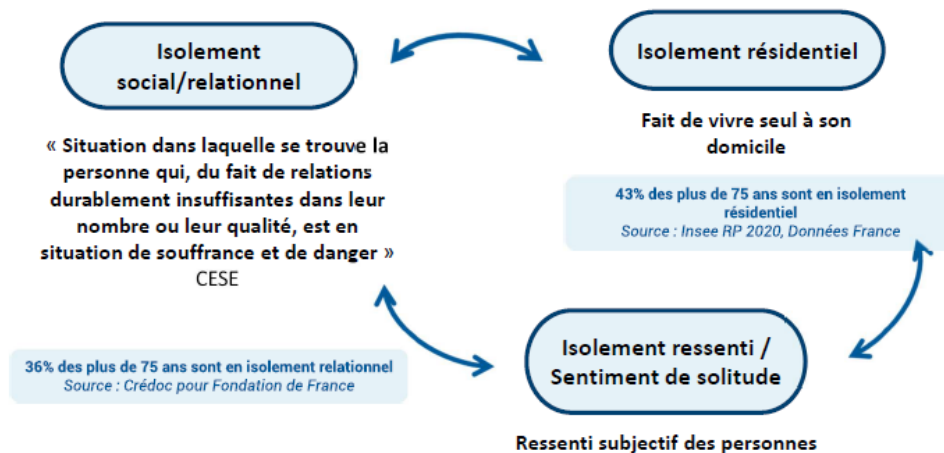 Isolement
social/relationnel
« Situation dans laquelle se trouve la
personne qui, du fait de relations
durablement insuffisantes dans leur
nombre ou leur qualité, est en
situation de souffrance et de danger »
CESE
36% des plus de 75 ans sont en isolement relationnel
Source : Crédoc pour Fondation de France
Isolement résidentiel
Fait de vivre seul à son
domicile
43% des plus de 75 ans sont en isolement
résidentiel
Source : Insee RP 2020, Données France
Isolement ressenti /
Sentiment de solitude
Ressenti subjectif des personnes